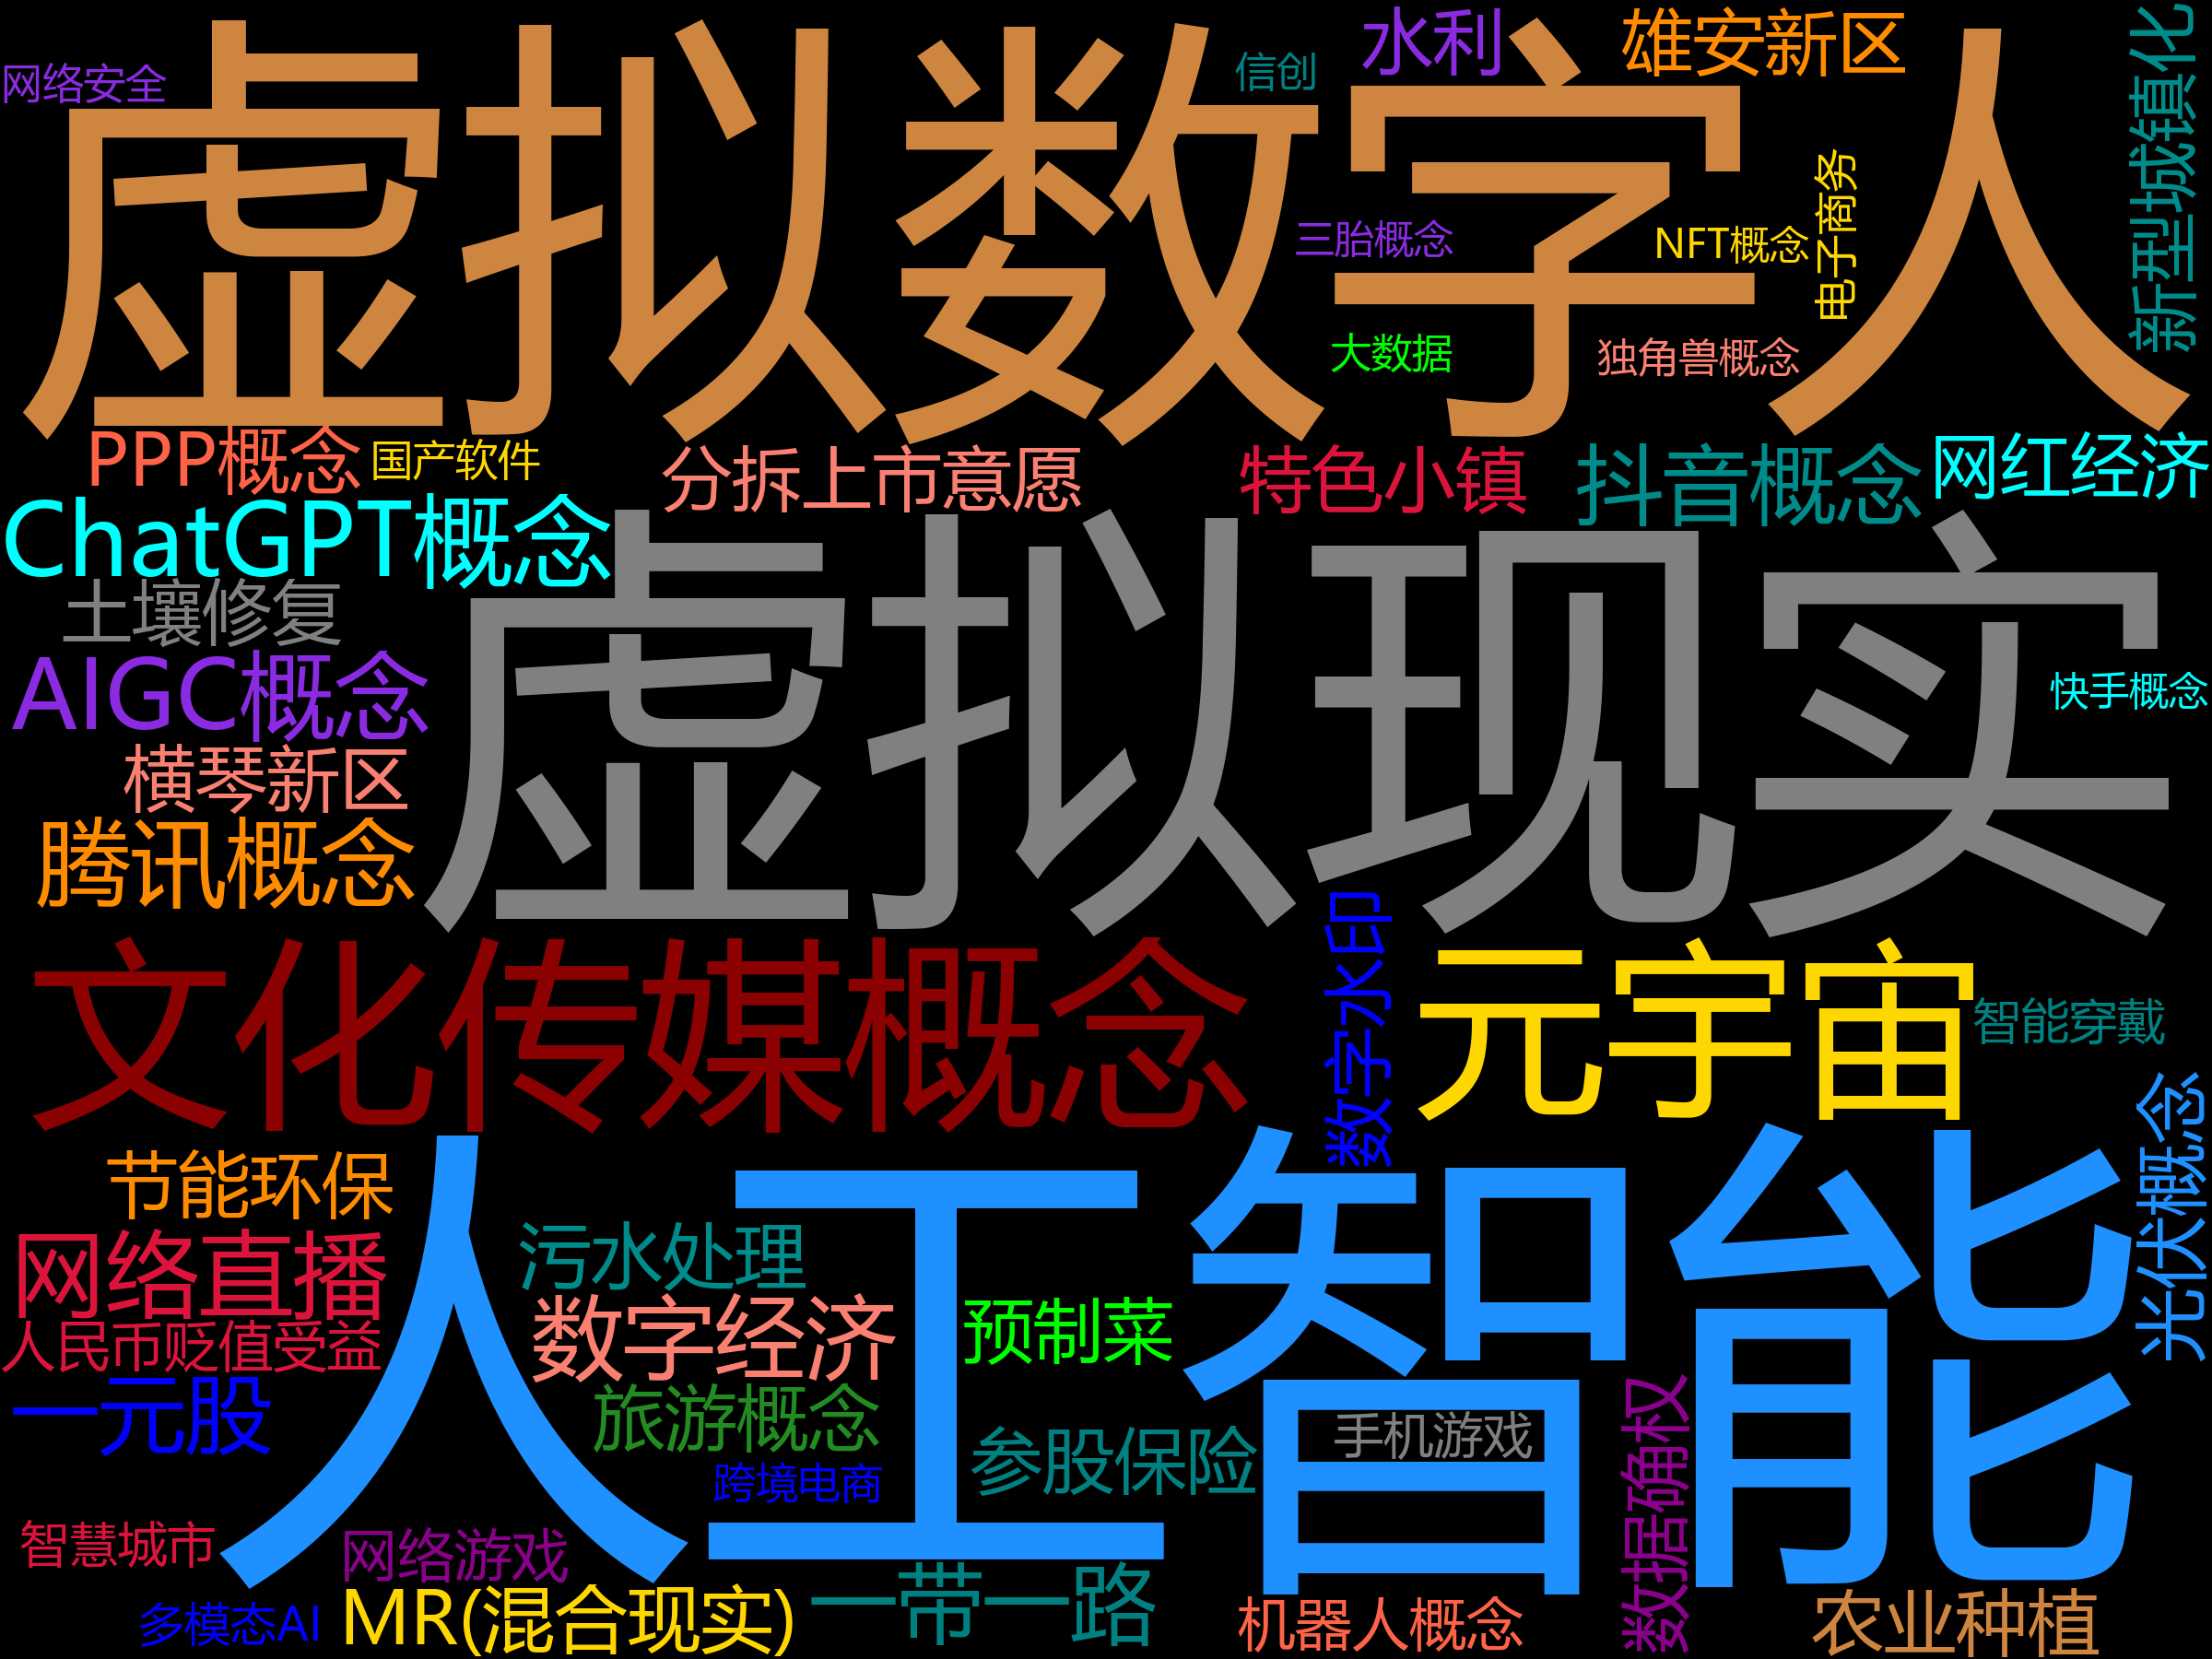 虚拟数字人
网络安全
信创
水利
雄安新区
新型城镇化
电子商务
三胎概念
NFT概念
大数据
独角兽概念
PPP概念
国产软件
分拆上市意愿
特色小镇
抖音概念
网红经济
ChatGPT概念
虚拟现实
土壤修复
AIGC概念
快手概念
横琴新区
腾讯概念
数字水印
文化传媒概念
元宇宙
智能穿戴
光伏概念
人工智能
节能环保
污水处理
网络直播
数字经济
预制菜
人民币贬值受益
一元股
旅游概念
手机游戏
数据确权
参股保险
跨境电商
智慧城市
网络游戏
一带一路
多模态AI
MR(混合现实)
机器人概念
农业种植